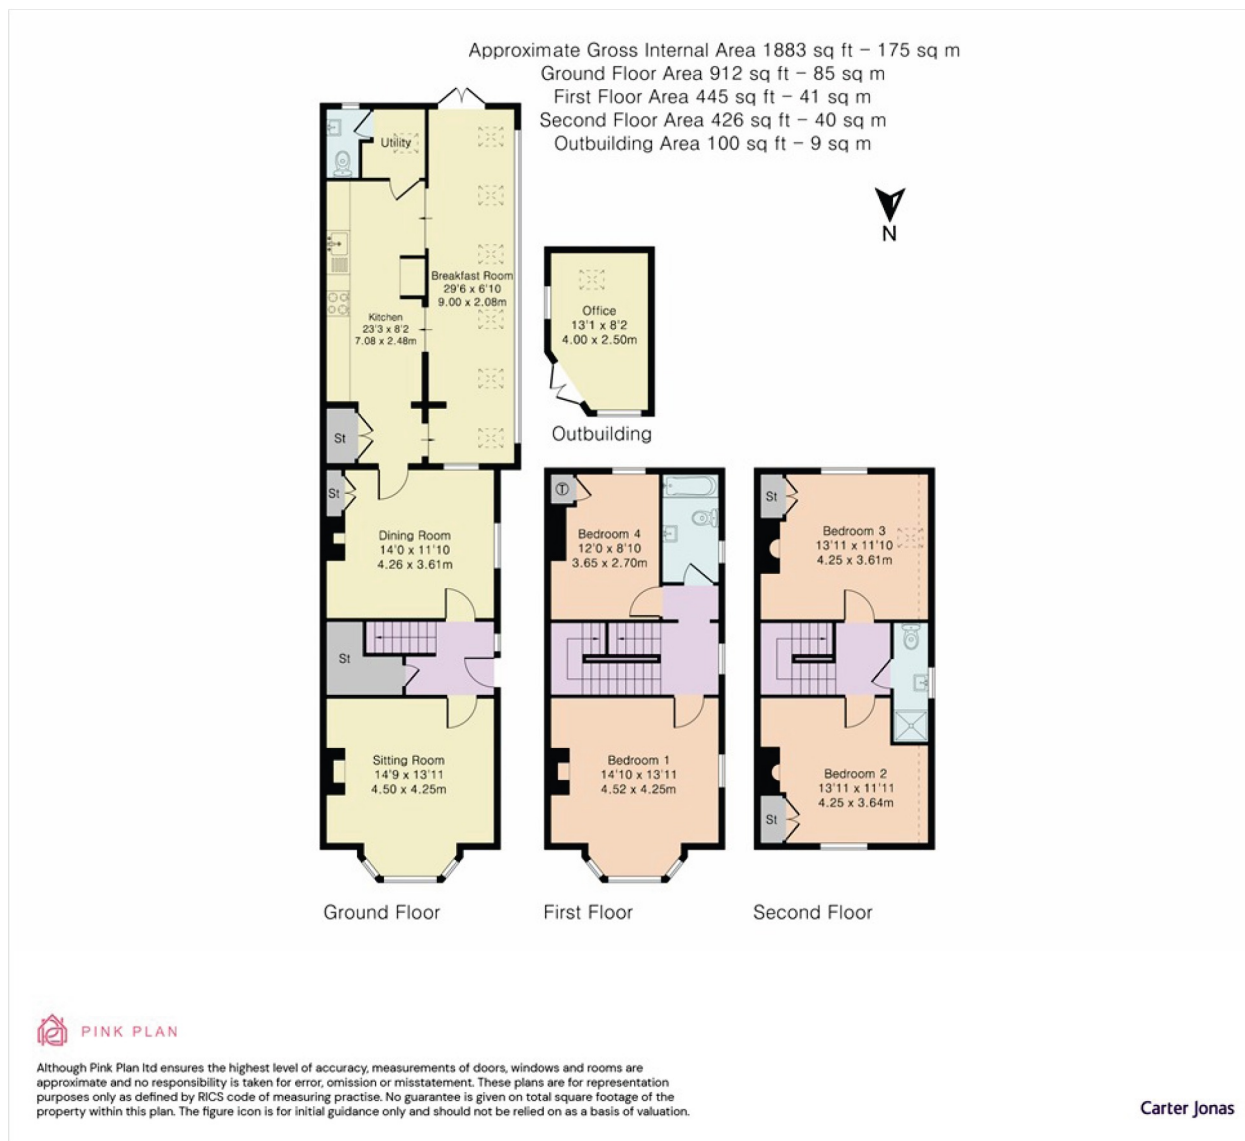 Approximate Gross Internal Area 1883 sq ft - 175 sq m
Ground Floor Area 912 sq ft - 85 sq m
First Floor Area 445 sq ft - 41 sq m
Second Floor Area 426 sq ft - 40 sq m
Outbuilding Area 100 sq ft - 9 sq m
Utility
N
Breakfast Room
29'6 x 6'10
9.00 x 2.08m
Kitchen
23'3 x 8'2
7.08 x 2.48m
St
Office
13'1 x 8'2
4.00 x 2.50m
Outbuilding
St
Dining Room
14'0 x 11'10
4.26 x 3.61m
St
Sitting Room
14'9 x 13'11
4.50 x 4.25m
Ground Floor
T
Bedroom 4
12'0 x 8'10
3.65 x 2.70m
Bedroom 1
14'10 x 13'11
4.52 x 4.25m
First Floor
St
Bedroom 3
13'11 x 11'10
4.25 x 3.61m
Bedroom 2
13'11 x 11'11
4.25 x 3.64m
St
Second Floor
PINK PLAN
Although Pink Plan ltd ensures the highest level of accuracy, measurements of doors, windows and rooms are
approximate and no responsibility is taken for error, omission or misstatement. These plans are for representation
purposes only as defined by RICS code of measuring practise. No guarantee is given on total square footage of the
property within this plan. The figure icon is for initial guidance only and should not be relied on as a basis of valuation.
Carter Jonas